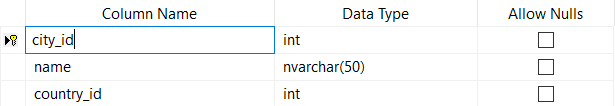 Column Name Data Type Allow Nulls
city_id int
name nvarchar(50)
country_id int